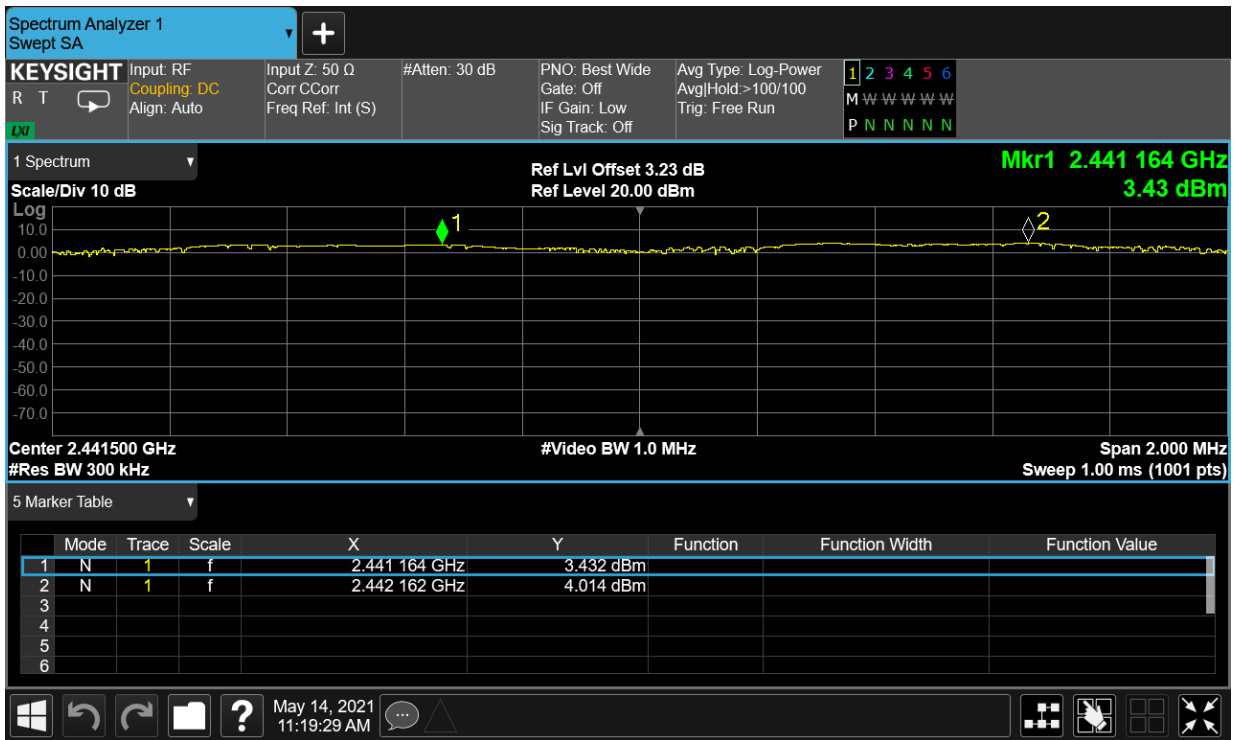 Spectrum Analyzer 1
Swept SA
+
KEYSIGHT Input: RF Input Z: 50 Ω #Atten: 30 dB PNO: Best Wide Avg Type: Log-Power 1 2 3 4 5 6
R T Coupling: DC Corr CCorr Gate: Off Avg|Hold:>100/100 M W W W W W
Align: Auto Freq Ref: Int (S) IF Gain: Low Trig: Free Run
LXI Sig Track: Off P N N N N N
1 Spectrum Ref Lvl Offset 3.23 dB Mkr1 2.441 164 GHz
Scale/Div 10 dB Ref Level 20.00 dBm 3.43 dBm
Log
10.0 1 2
0.00
-10.0
-20.0
-30.0
-40.0
-50.0
-60.0
-70.0
Center 2.441500 GHz #Video BW 1.0 MHz Span 2.000 MHz
#Res BW 300 kHz Sweep 1.00 ms (1001 pts)
5 Marker Table
Mode Trace Scale X Y Function Function Width Function Value
1 N 1 f 2.441 164 GHz 3.432 dBm
2 N 1 f 2.442 162 GHz 4.014 dBm
3
4
5
6
? May 14, 2021
11:19:29 AM